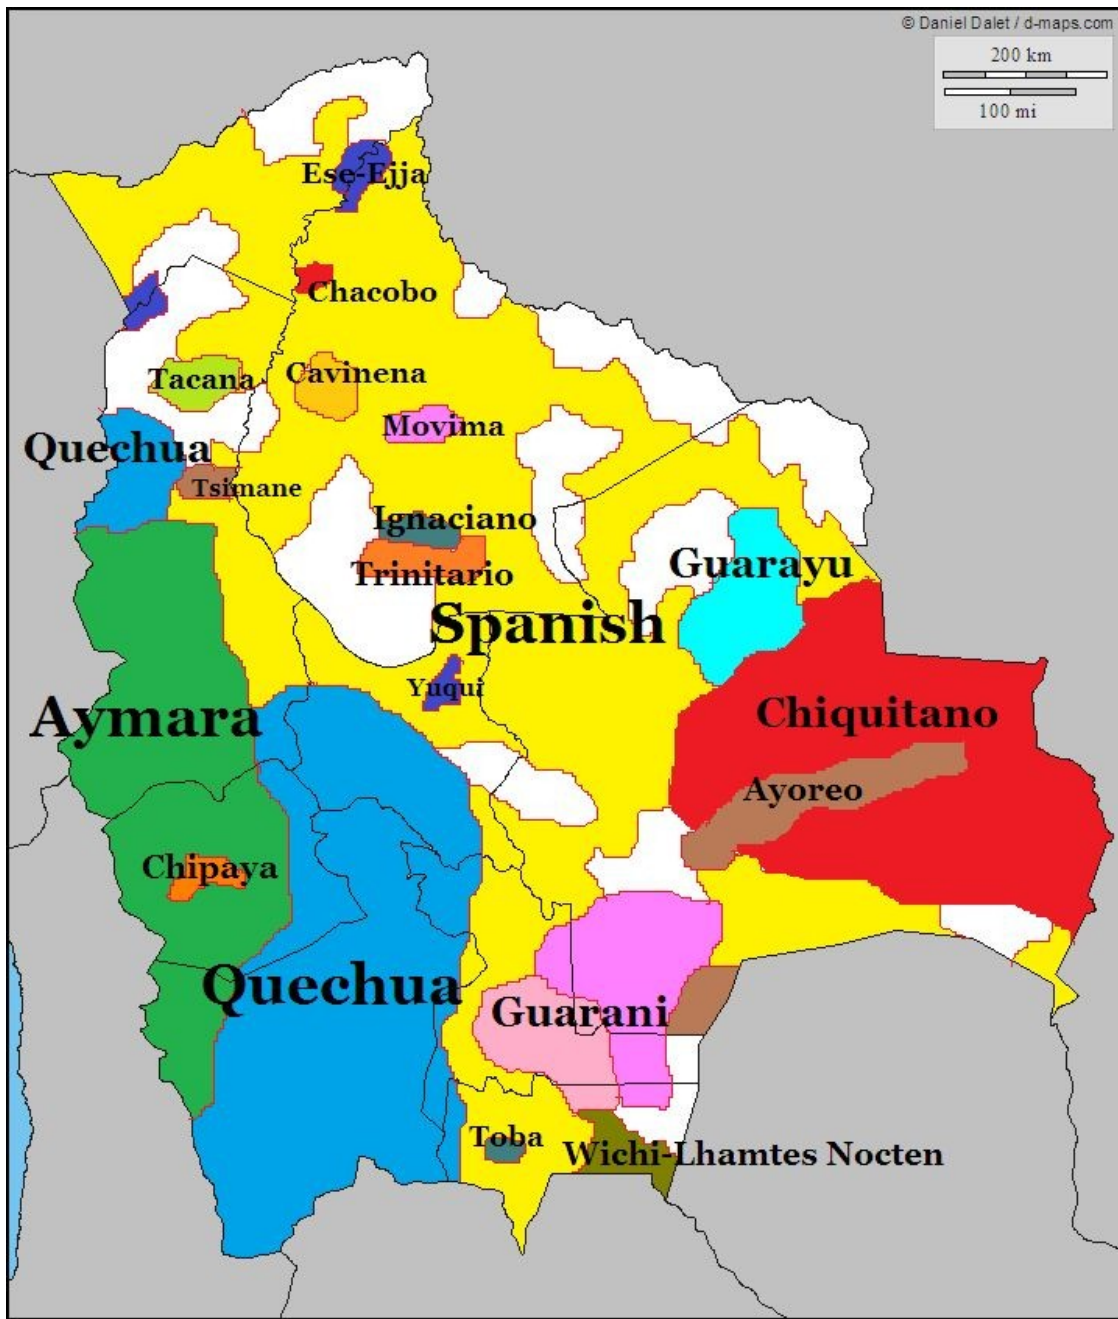 © Daniel Dalet / d-maps.com
200 km
100 mi
Ese-Ejja
Chacobo
Tacana
Cavinena
Movima
Quechua
Tsimane
Ignaciano
Trinitario
Guarayu
Spanish
Yuqui
Aymara
Chiquitano
Ayoreo
Chipaya
Quechua
Guarani
Toba
Wichi-Lhamtes Nocten